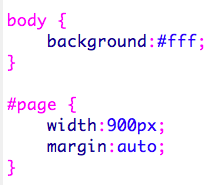 body {
    background:#fff;
}

#page {
    width:900px;
    margin:auto;
}